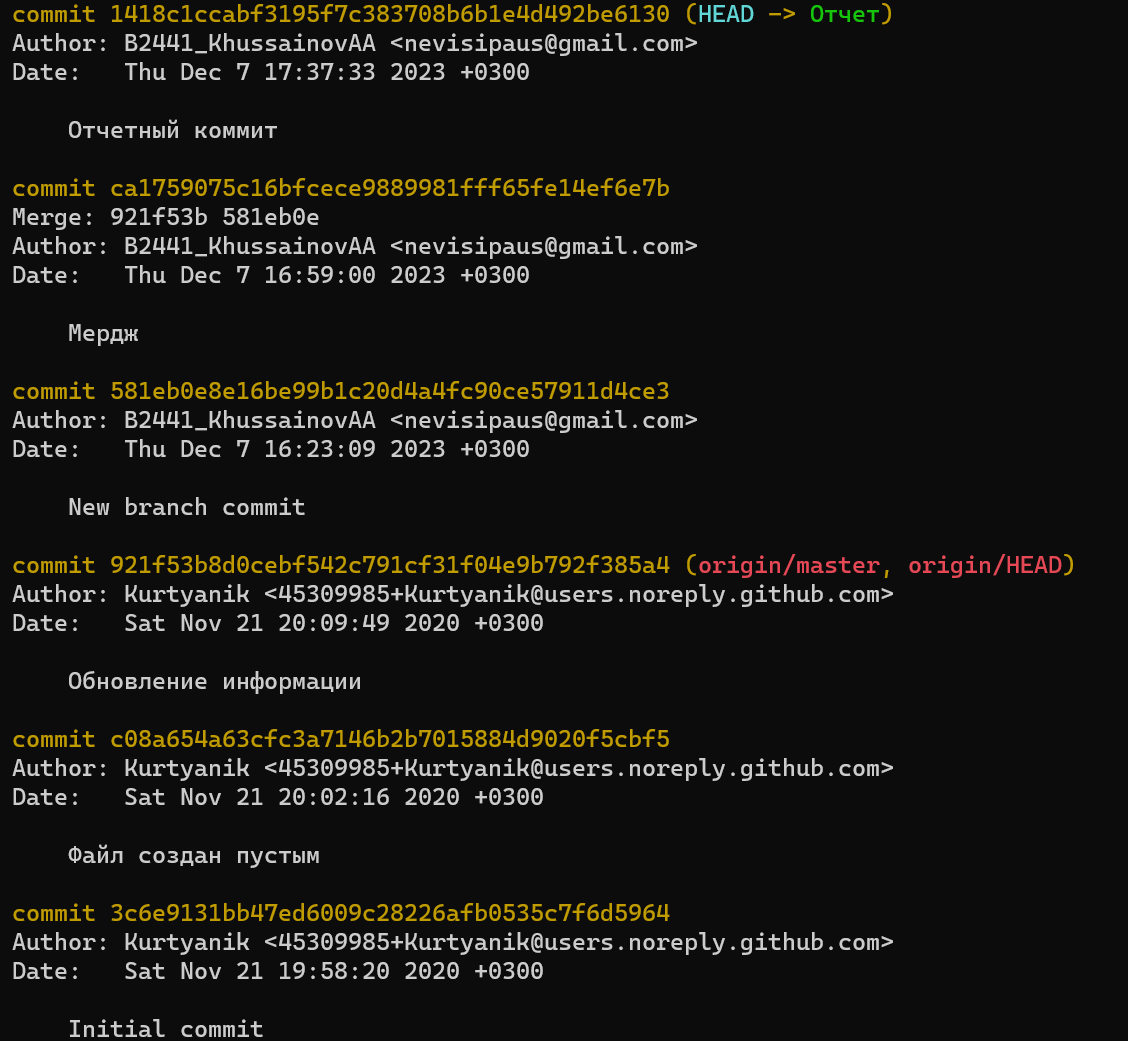 commit 1418c1ccabf3195f7c383708b6b1e4d492be6130 (HEAD -> Отчет)
Author: B2441_KhussainovAA <nevisipaus@gmail.com>
Date:   Thu Dec 7 17:37:33 2023 +0300
Отчетный коммит
commit ca1759075c16bfcece9889981fff65fe14ef6e7b
Merge: 921f53b 581eb0e
Author: B2441_KhussainovAA <nevisipaus@gmail.com>
Date:   Thu Dec 7 16:59:00 2023 +0300
Мердж
commit 581eb0e8e16be99b1c20d4a4fc90ce57911d4ce3
Author: B2441_KhussainovAA <nevisipaus@gmail.com>
Date:   Thu Dec 7 16:23:09 2023 +0300
New branch commit
commit 921f53b8d0cebf542c791cf31f04e9b792f385a4 (origin/master, origin/HEAD)
Author: Kurtyanik <45309985+Kurtyanik@users.noreply.github.com>
Date:   Sat Nov 21 20:09:49 2020 +0300
Обновление информации
commit c08a654a63cfc3a7146b2b7015884d9020f5cbf5
Author: Kurtyanik <45309985+Kurtyanik@users.noreply.github.com>
Date:   Sat Nov 21 20:02:16 2020 +0300
Файл создан пустым
commit 3c6e9131bb47ed6009c28226afb0535c7f6d5964
Author: Kurtyanik <45309985+Kurtyanik@users.noreply.github.com>
Date:   Sat Nov 21 19:58:20 2020 +0300
Initial commit